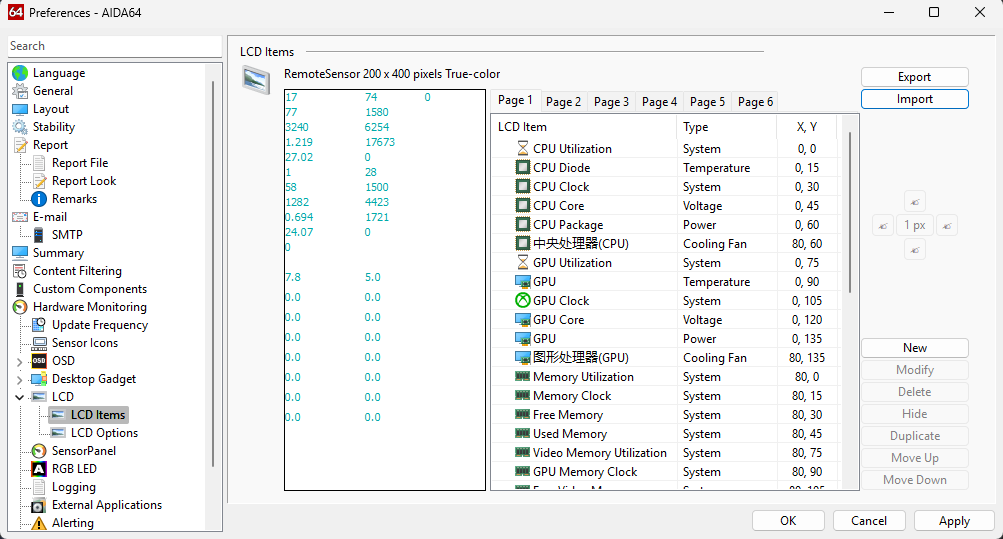 Preferences - AIDA64
Search
Language
General
Layout
Stability
Report
Report File
Report Look
Remarks
E-mail
SMTP
Summary
Content Filtering
Custom Components
Hardware Monitoring
Update Frequency
Sensor Icons
OSD
Desktop Gadget
LCD
LCD Items
LCD Options
SensorPanel
RGB LED
Logging
External Applications
Alerting
LCD Items
RemoteSensor 200 x 400 pixels True-color
17 74 0
77 1580
3240 6254
1.219 17673
27.02 0
1 28
58 1500
1282 4423
0.694 1721
24.07 0
0
7.8 5.0
0.0 0.0
0.0 0.0
0.0 0.0
0.0 0.0
0.0 0.0
0.0 0.0
0.0 0.0
Page 1 Page 2 Page 3 Page 4 Page 5 Page 6
LCD Item Type X, Y
CPU Utilization System 0, 0
CPU Diode Temperature 0, 15
CPU Clock System 0, 30
CPU Core Voltage 0, 45
CPU Package Power 0, 60
中央处理器(CPU) Cooling Fan 80, 60
GPU Utilization System 0, 75
GPU Temperature 0, 90
GPU Clock System 0, 105
GPU Core Voltage 0, 120
GPU Power 0, 135
图形处理器(GPU) Cooling Fan 80, 135
Memory Utilization System 80, 0
Memory Clock System 80, 15
Free Memory System 80, 30
Used Memory System 80, 45
Video Memory Utilization System 80, 75
GPU Memory Clock System 80, 90
Export
Import
1 px
New
Modify
Delete
Hide
Duplicate
Move Up
Move Down
OK Cancel Apply